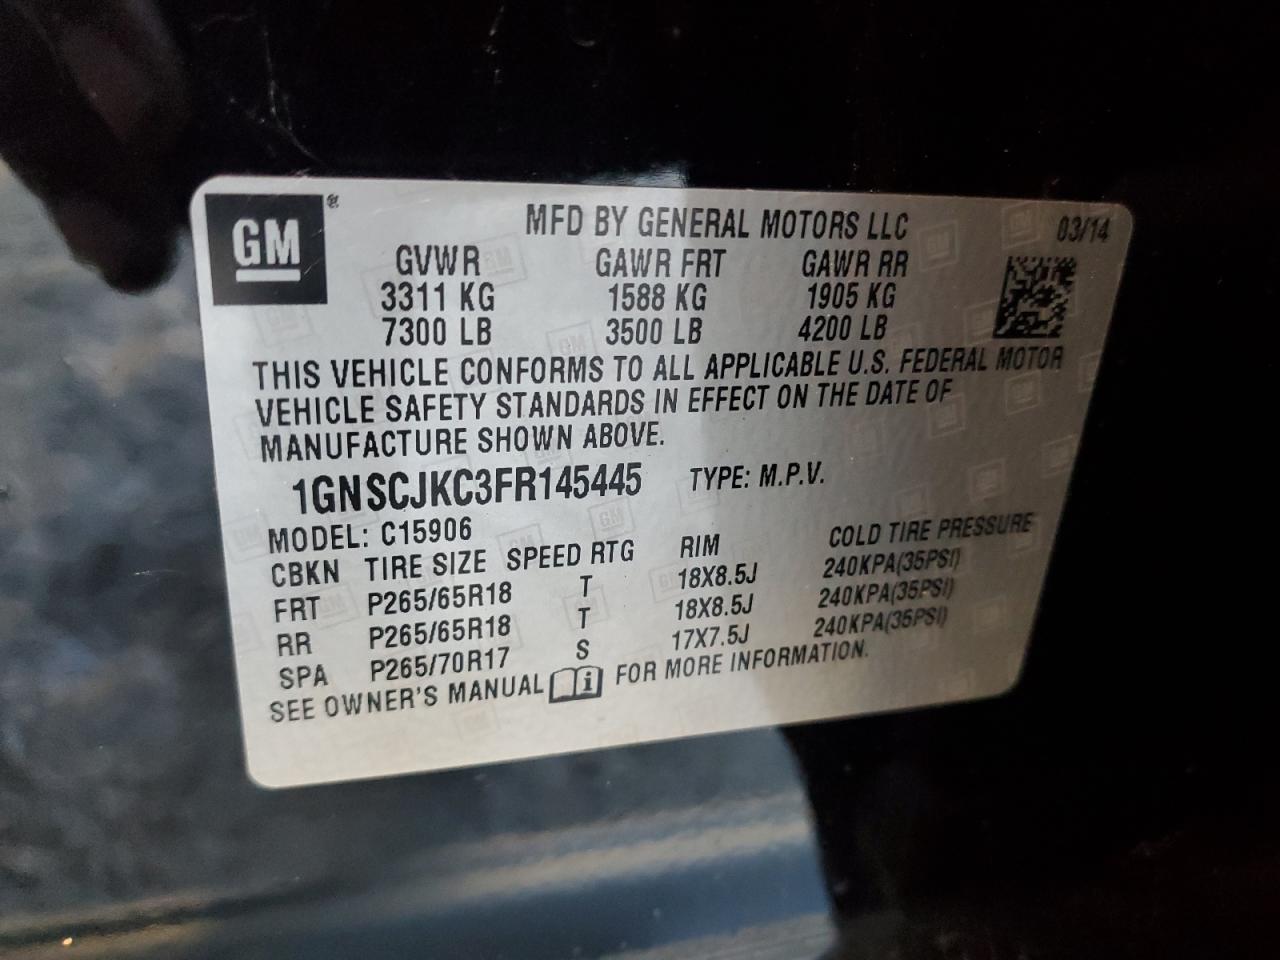 GM ®
MFD BY GENERAL MOTORS LLC 03/14
GVWR GAWR FRT GAWR RR
3311 KG 1588 KG 1905 KG
7300 LB 3500 LB 4200 LB
THIS VEHICLE CONFORMS TO ALL APPLICABLE U.S. FEDERAL MOTOR
VEHICLE SAFETY STANDARDS IN EFFECT ON THE DATE OF
MANUFACTURE SHOWN ABOVE.
1GNSCJKC3FR145445 TYPE: M.P.V.
MODEL: C15906
CBKN TIRE SIZE SPEED RTG RIM COLD TIRE PRESSURE
FRT P265/65R18 T 18X8.5J 240KPA(35PSI)
RR P265/65R18 T 18X8.5J 240KPA(35PSI)
SPA P265/70R17 S 17X7.5J 240KPA(35PSI)
SEE OWNER'S MANUAL i FOR MORE INFORMATION.